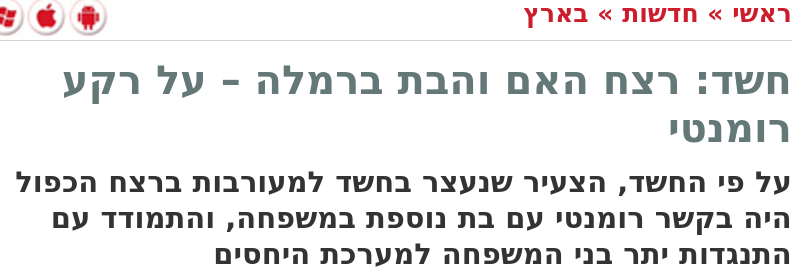 ראשי » חדשות » בארץ
חשד: רצח האם והבת ברמלה – על רקע
רומנטי
על פי החשד, הצעיר שנעצר בחשד למעורבות ברצח הכפול
היה בקשר רומנטי עם בת נוספת במשפחה, והתמודד עם
התנגדות יתר בני המשפחה למערכת היחסים